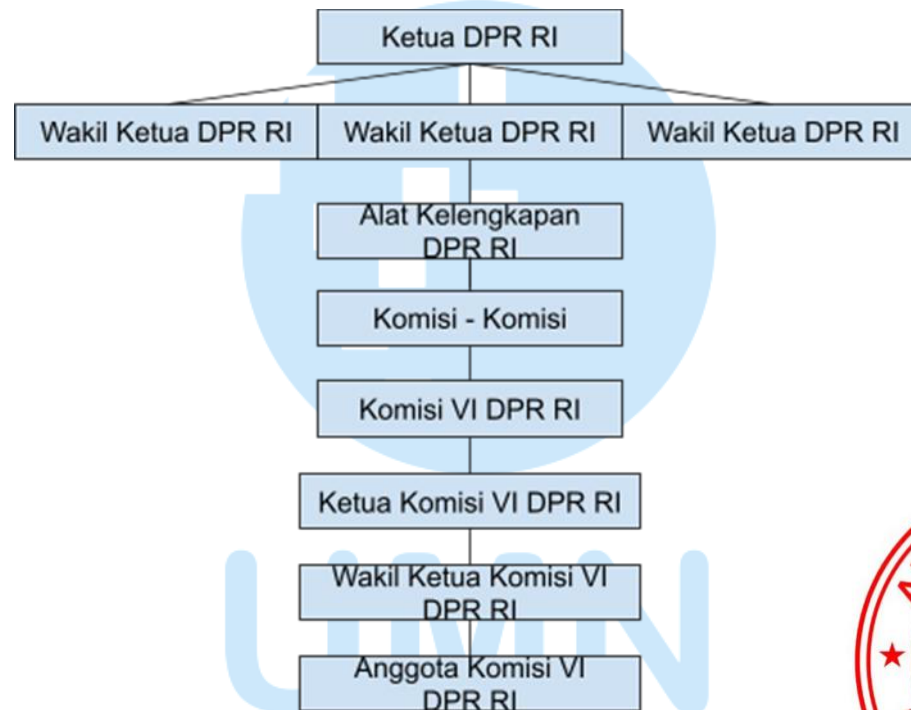 Ketua DPR RI
Wakil Ketua DPR RI
Wakil Ketua DPR RI
Wakil Ketua DPR RI
Alat Kelengkapan
DPR RI
Komisi - Komisi
Komisi VI DPR RI
Ketua Komisi VI DPR RI
Wakil Ketua Komisi VI
DPR RI
Anggota Komisi VI
DPR RI
UMN